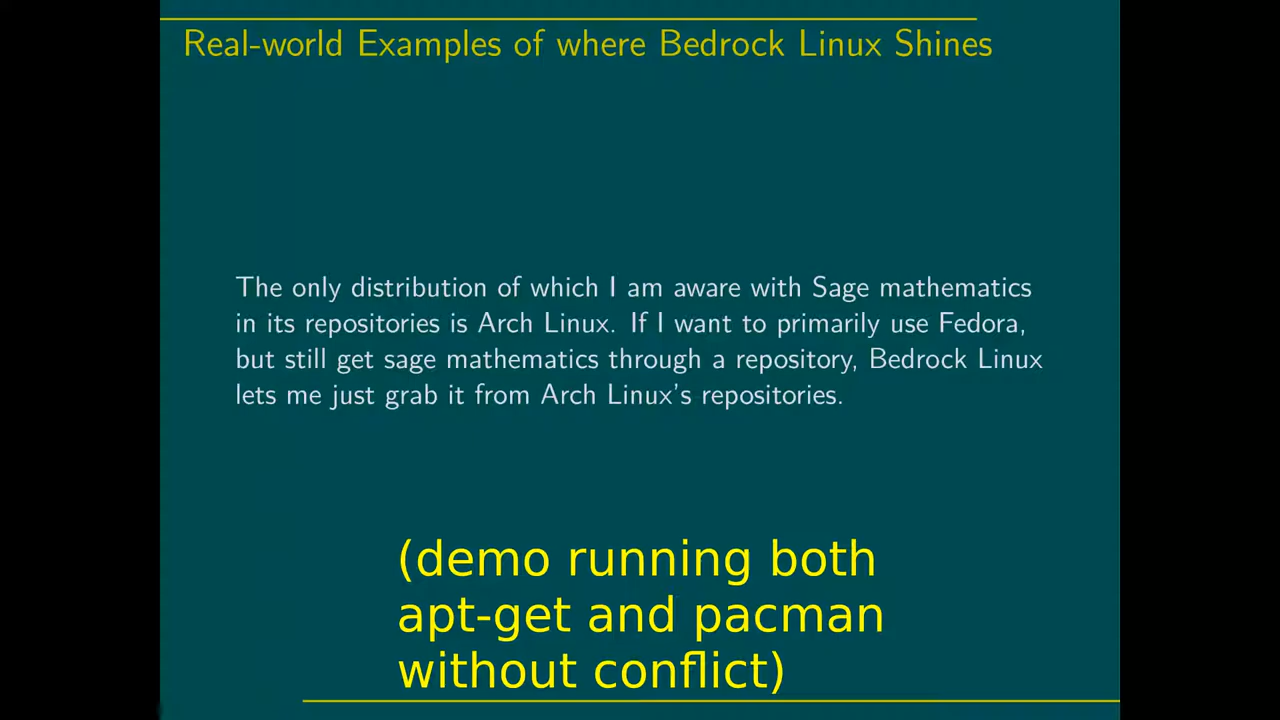 Real-world Examples of where Bedrock Linux Shines
The only distribution of which I am aware with Sage mathematics
in its repositories is Arch Linux. If I want to primarily use Fedora,
but still get sage mathematics through a repository, Bedrock Linux
lets me just grab it from Arch Linux's repositories.
(demo running both
apt-get and pacman
without conflict)